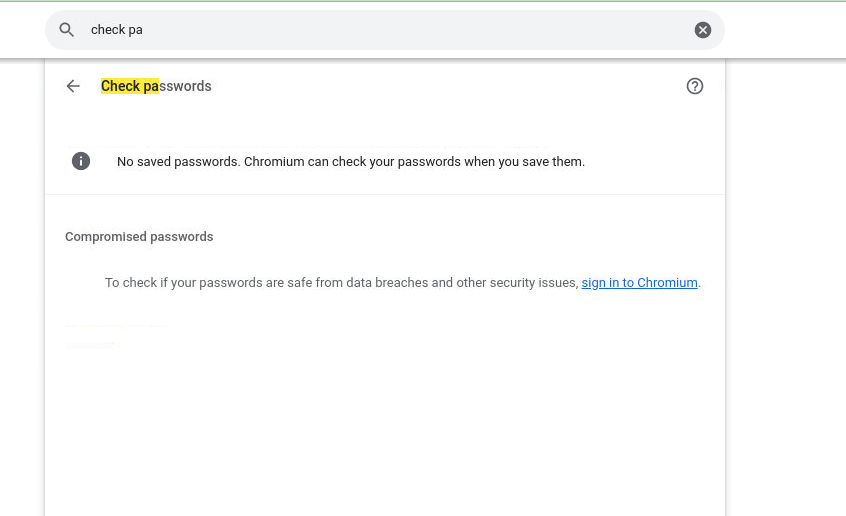 check pa
Check passwords
No saved passwords. Chromium can check your passwords when you save them.
Compromised passwords
To check if your passwords are safe from data breaches and other security issues, sign in to Chromium.